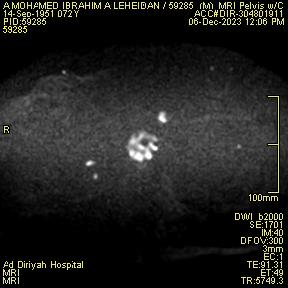 A MOHAMED IBRAHIM A LEHEIDAN / 59285 (M) MRI Pelvis w/C
14-Sep-1951 072Y ACC#DIR-304801911
PID:59285 06-Dec-2023 12:06 PM
59285
R
100mm
DWI_b2000
SE:1701
IM:40
DFOV:300
3mm
EC:1
Ad Diriyah Hospital TE:91.31
MRI ET:49
MRI TR:5749.3